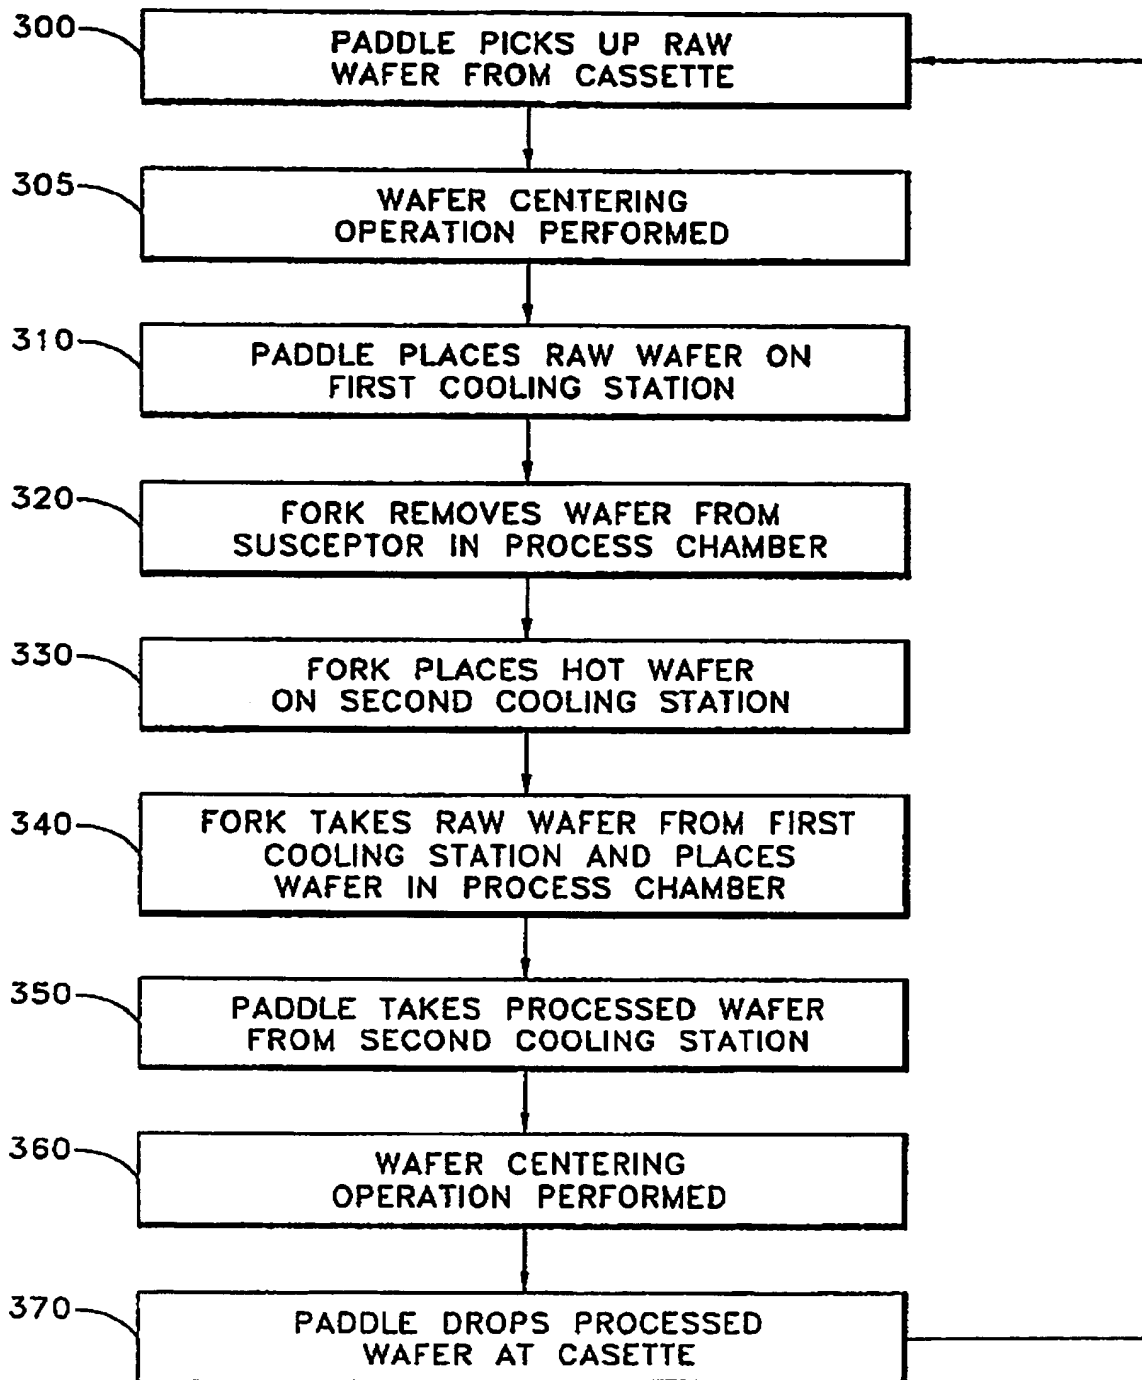 300
PADDLE PICKS UP RAW
WAFER FROM CASSETTE
305
WAFER CENTERING
OPERATION PERFORMED
310
PADDLE PLACES RAW WAFER ON
FIRST COOLING STATION
320
FORK REMOVES WAFER FROM
SUSCEPTOR IN PROCESS CHAMBER
330
FORK PLACES HOT WAFER
ON SECOND COOLING STATION
340
FORK TAKES RAW WAFER FROM FIRST
COOLING STATION AND PLACES
WAFER IN PROCESS CHAMBER
350
PADDLE TAKES PROCESSED WAFER
FROM SECOND COOLING STATION
360
WAFER CENTERING
OPERATION PERFORMED
370
PADDLE DROPS PROCESSED
WAFER AT CASETTE